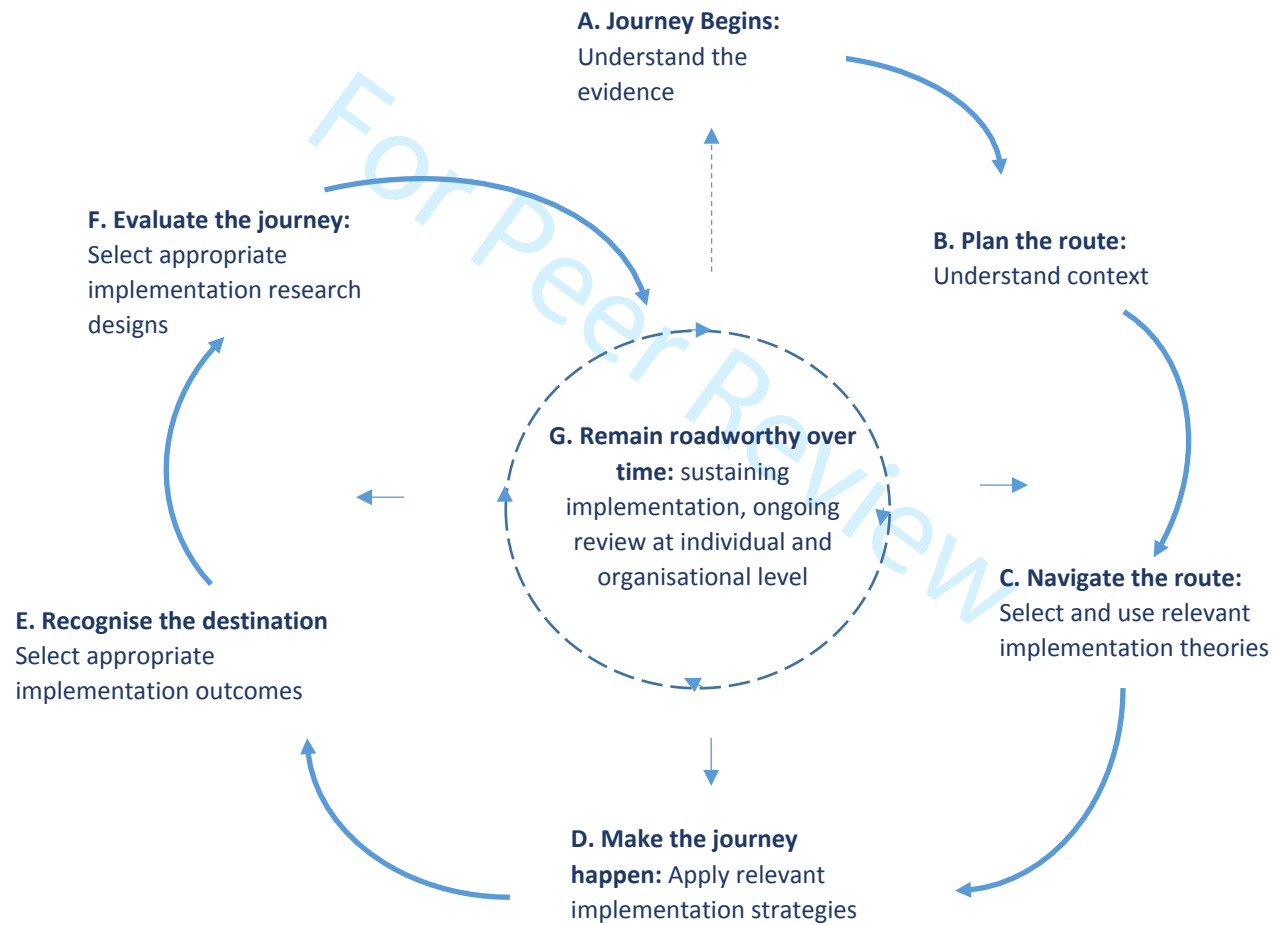 A. Journey Begins:
Understand the
evidence
B. Plan the route:
Understand context
C. Navigate the route:
Select and use relevant
implementation theories
D. Make the journey
happen: Apply relevant
implementation strategies
E. Recognise the destination
Select appropriate
implementation outcomes
F. Evaluate the journey:
Select appropriate
implementation research
designs
G. Remain roadworthy over
time: sustaining
implementation, ongoing
review at individual and
organisational level
For Peer Review